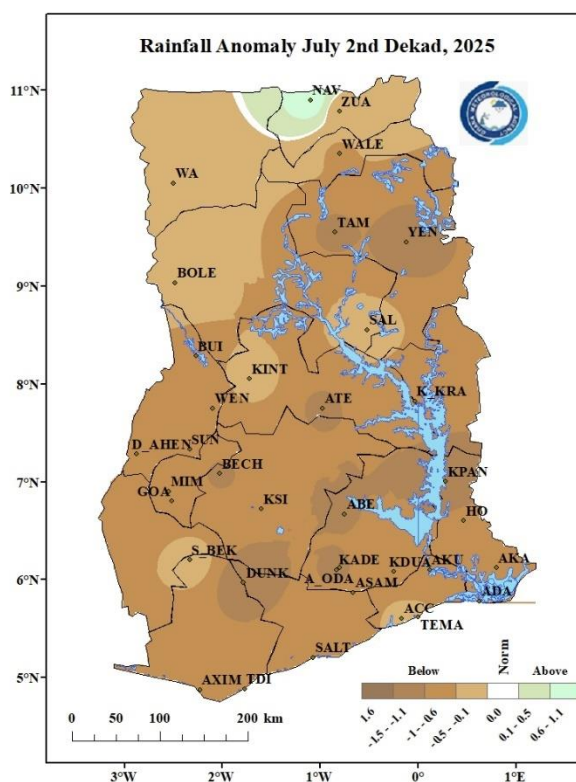 Rainfall Anomaly July 2nd Dekad, 2025
11°N
NAV
ZUA
WALE
10°N
WA
TAM
YEN
9°N
BOLE
SAL
BUI
8°N
KINT
WEN
ATE
K_KRA
D_AHEN
SUN
BECH
7°N
KPAN
MIM
GOA
KSI
ABE
HO
S_BEK
KADE
KDUA
AKU
AKA
6°N
DUNK
A_ODA
ASAM
ADA
ACC
TEMA
SALT
5°N
AXIM
TDI
Below
Norm
Above
1.6
-1.5 - -1.1
-1 - -0.6
-0.5 - -0.1
0.0
0.1 - 0.5
0.6 - 1.1
0
100
200 km
3°W
2°W
1°W
0°
1°E